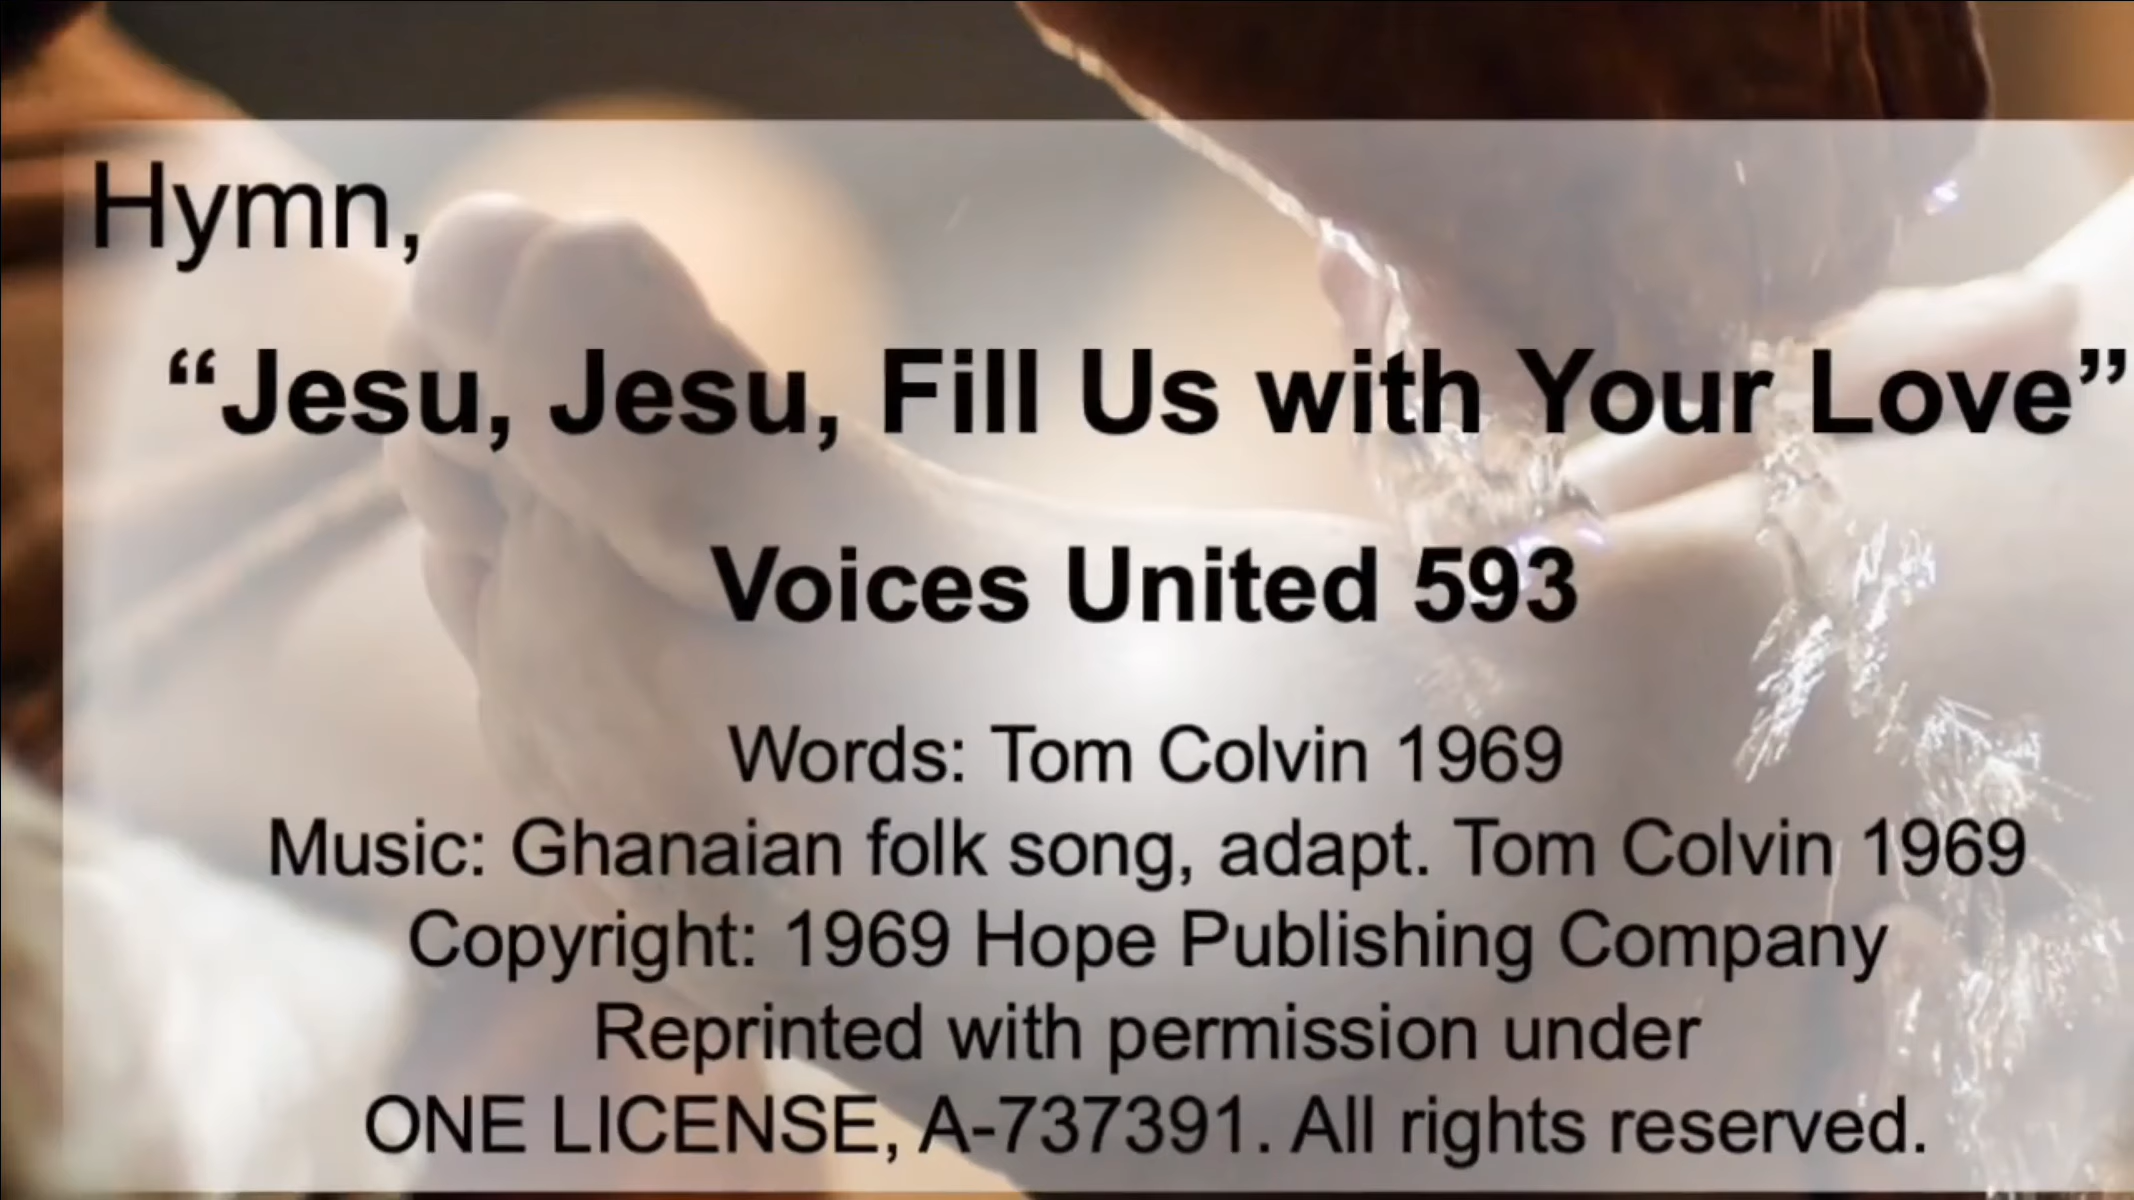 Hymn,
“Jesu, Jesu, Fill Us with Your Love”
Voices United 593
Words: Tom Colvin 1969
Music: Ghanaian folk song, adapt. Tom Colvin 1969
Copyright: 1969 Hope Publishing Company
Reprinted with permission under
ONE LICENSE, A-737391. All rights reserved.